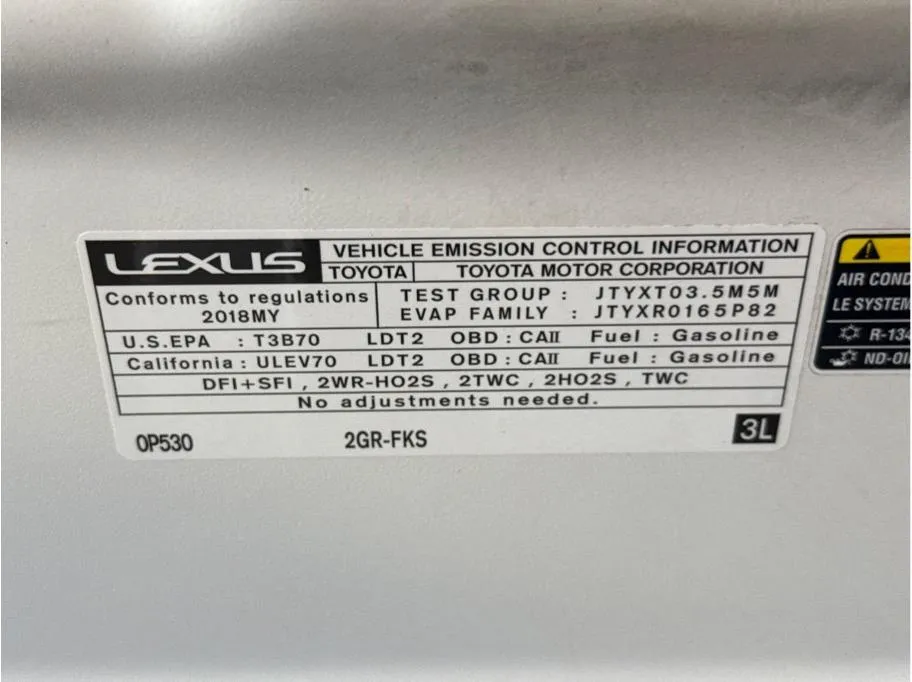 LEXUS VEHICLE EMISSION CONTROL INFORMATION
TOYOTA TOYOTA MOTOR CORPORATION
Conforms to regulations
2018MY
TEST GROUP : JTYXT03.5M5M
EVAP FAMILY : JTYXR0165P82
U.S.EPA : T3B70 LDT2 OBD : CAII Fuel : Gasoline
California : ULEV70 LDT2 OBD : CAII Fuel : Gasoline
DFI+SFI , 2WR-HO2S , 2TWC , 2HO2S , TWC
No adjustments needed.
0P530 2GR-FKS 3L
AIR COND
LE SYSTEM
R-134
ND-OI